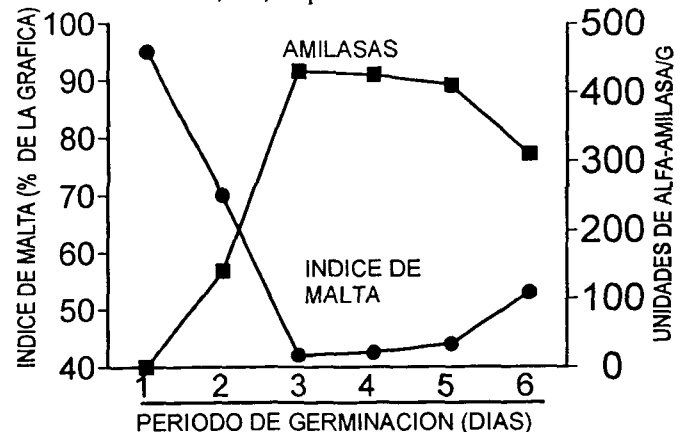 100
90
80
70
60
50
40
INDICE DE MALTA (% DE LA GRAFICA)
AMILASAS
INDICE DE
MALTA
500
400
300
200
100
0
UNIDADES DE ALFA-AMILASA/G
1 2 3 4 5 6
PERIODO DE GERMINACION (DIAS)